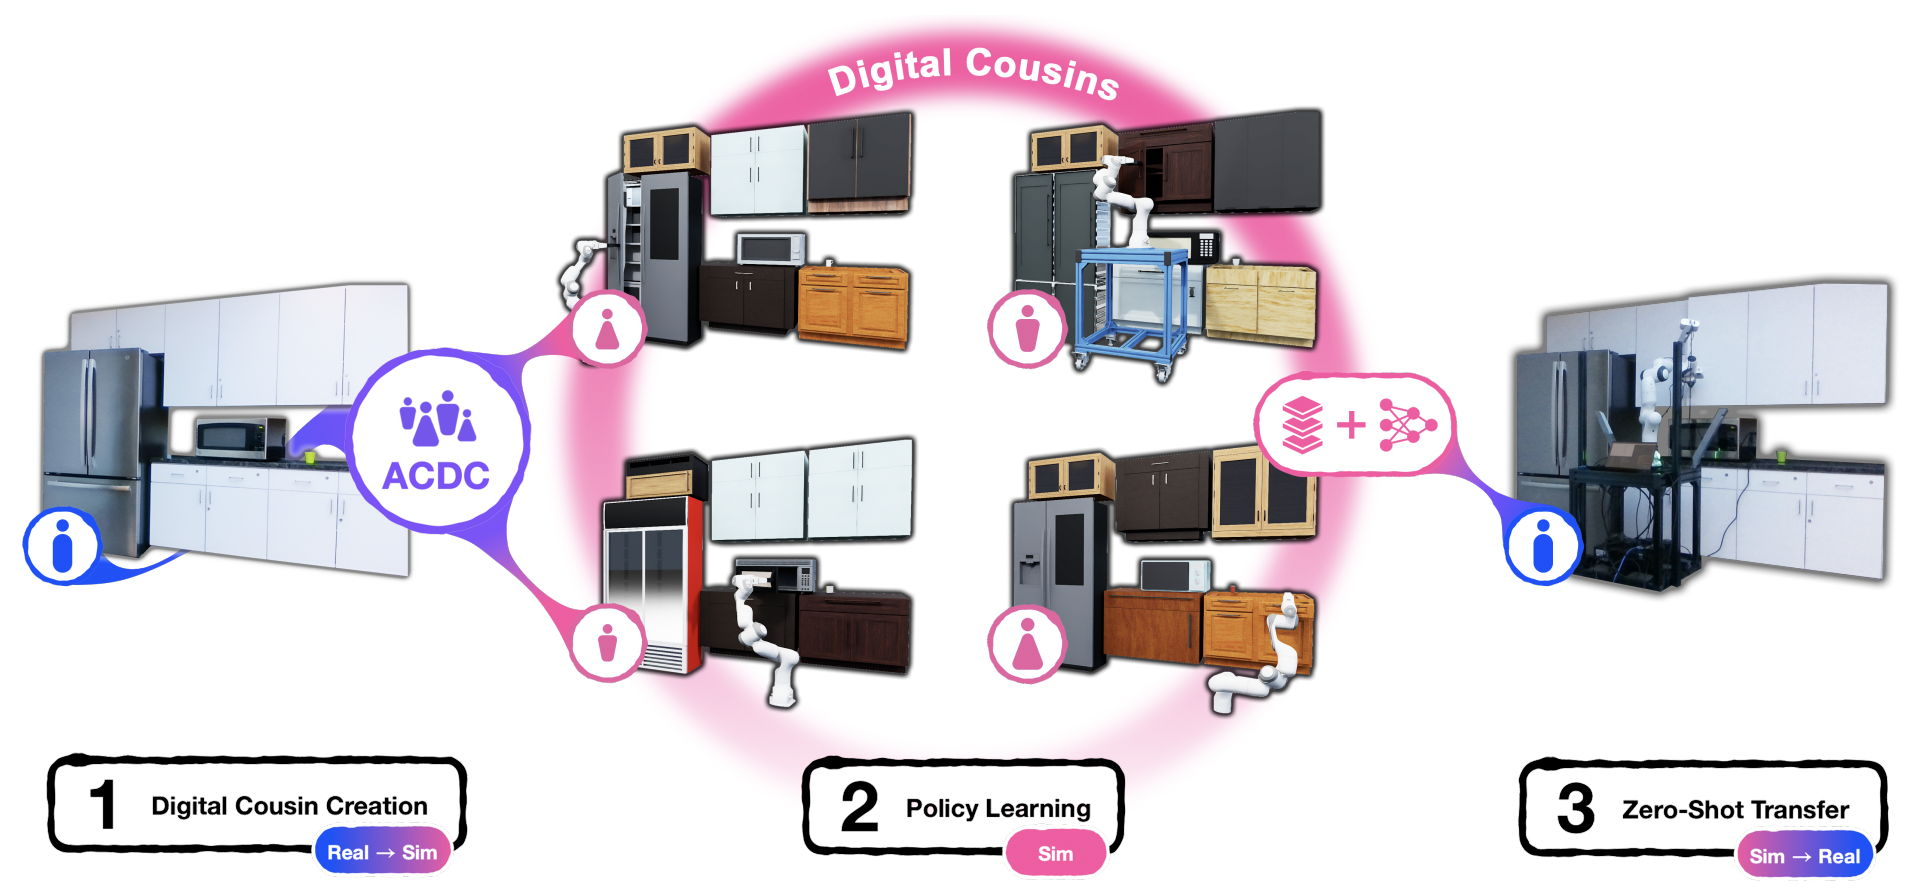 Digital Cousins
ACDC
1 Digital Cousin Creation
Real → Sim
2 Policy Learning
Sim
3 Zero-Shot Transfer
Sim → Real